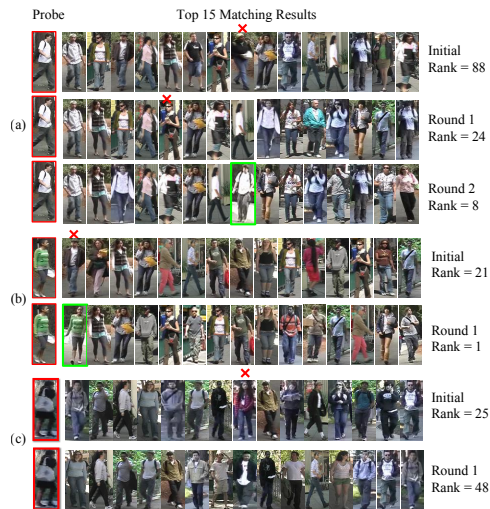 Probe Top 15 Matching Results
Initial
Rank = 88
(a)
Round 1
Rank = 24
Round 2
Rank = 8
(b)
Initial
Rank = 21
Round 1
Rank = 1
(c)
Initial
Rank = 25
Round 1
Rank = 48